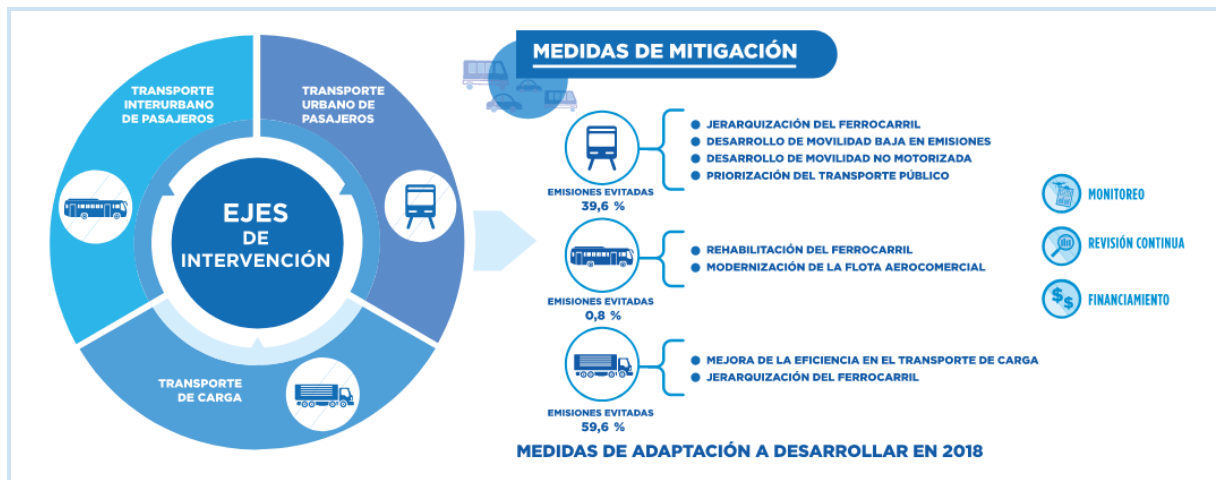 TRANSPORTE
INTERURBANO
DE PASAJEROS
TRANSPORTE
URBANO DE
PASAJEROS
EJES
DE
INTERVENCIÓN
TRANSPORTE
DE CARGA
MEDIDAS DE MITIGACIÓN
JERARQUIZACIÓN DEL FERROCARRIL
DESARROLLO DE MOVILIDAD BAJA EN EMISIONES
DESARROLLO DE MOVILIDAD NO MOTORIZADA
PRIORIZACIÓN DEL TRANSPORTE PÚBLICO
EMISIONES EVITADAS
39,6 %
REHABILITACIÓN DEL FERROCARRIL
MODERNIZACIÓN DE LA FLOTA AEROCOMERCIAL
EMISIONES EVITADAS
0,8 %
MEJORA DE LA EFICIENCIA EN EL TRANSPORTE DE CARGA
JERARQUIZACIÓN DEL FERROCARRIL
EMISIONES EVITADAS
59,6 %
MONITOREO
REVISIÓN CONTINUA
$ $
FINANCIAMIENTO
MEDIDAS DE ADAPTACIÓN A DESARROLLAR EN 2018